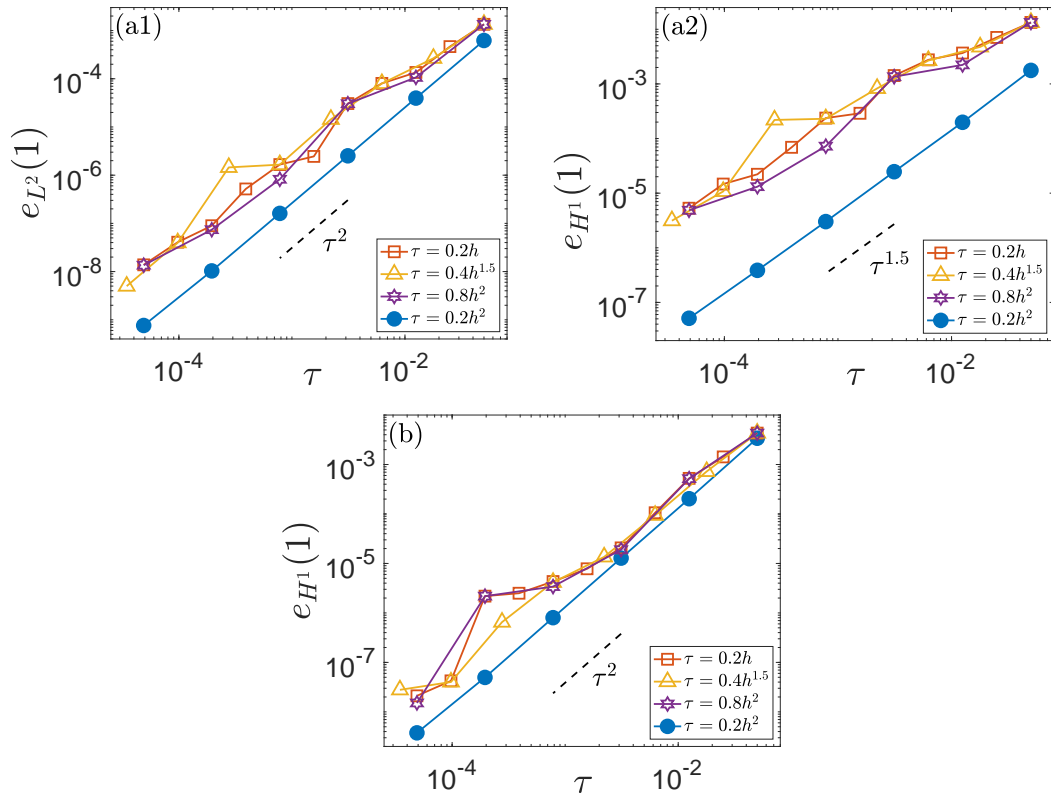 (a1)
10^{-4}
10^{-6}
10^{-8}
e_{L^2}(1)
τ^2
τ = 0.2h
τ = 0.4h^{1.5}
τ = 0.8h^2
τ = 0.2h^2
10^{-4}
10^{-2}
τ
(a2)
10^{-3}
10^{-5}
10^{-7}
e_{H^1}(1)
τ^{1.5}
τ = 0.2h
τ = 0.4h^{1.5}
τ = 0.8h^2
τ = 0.2h^2
10^{-4}
10^{-2}
τ
(b)
10^{-3}
10^{-5}
10^{-7}
e_{H^1}(1)
τ^2
τ = 0.2h
τ = 0.4h^{1.5}
τ = 0.8h^2
τ = 0.2h^2
10^{-4}
10^{-2}
τ